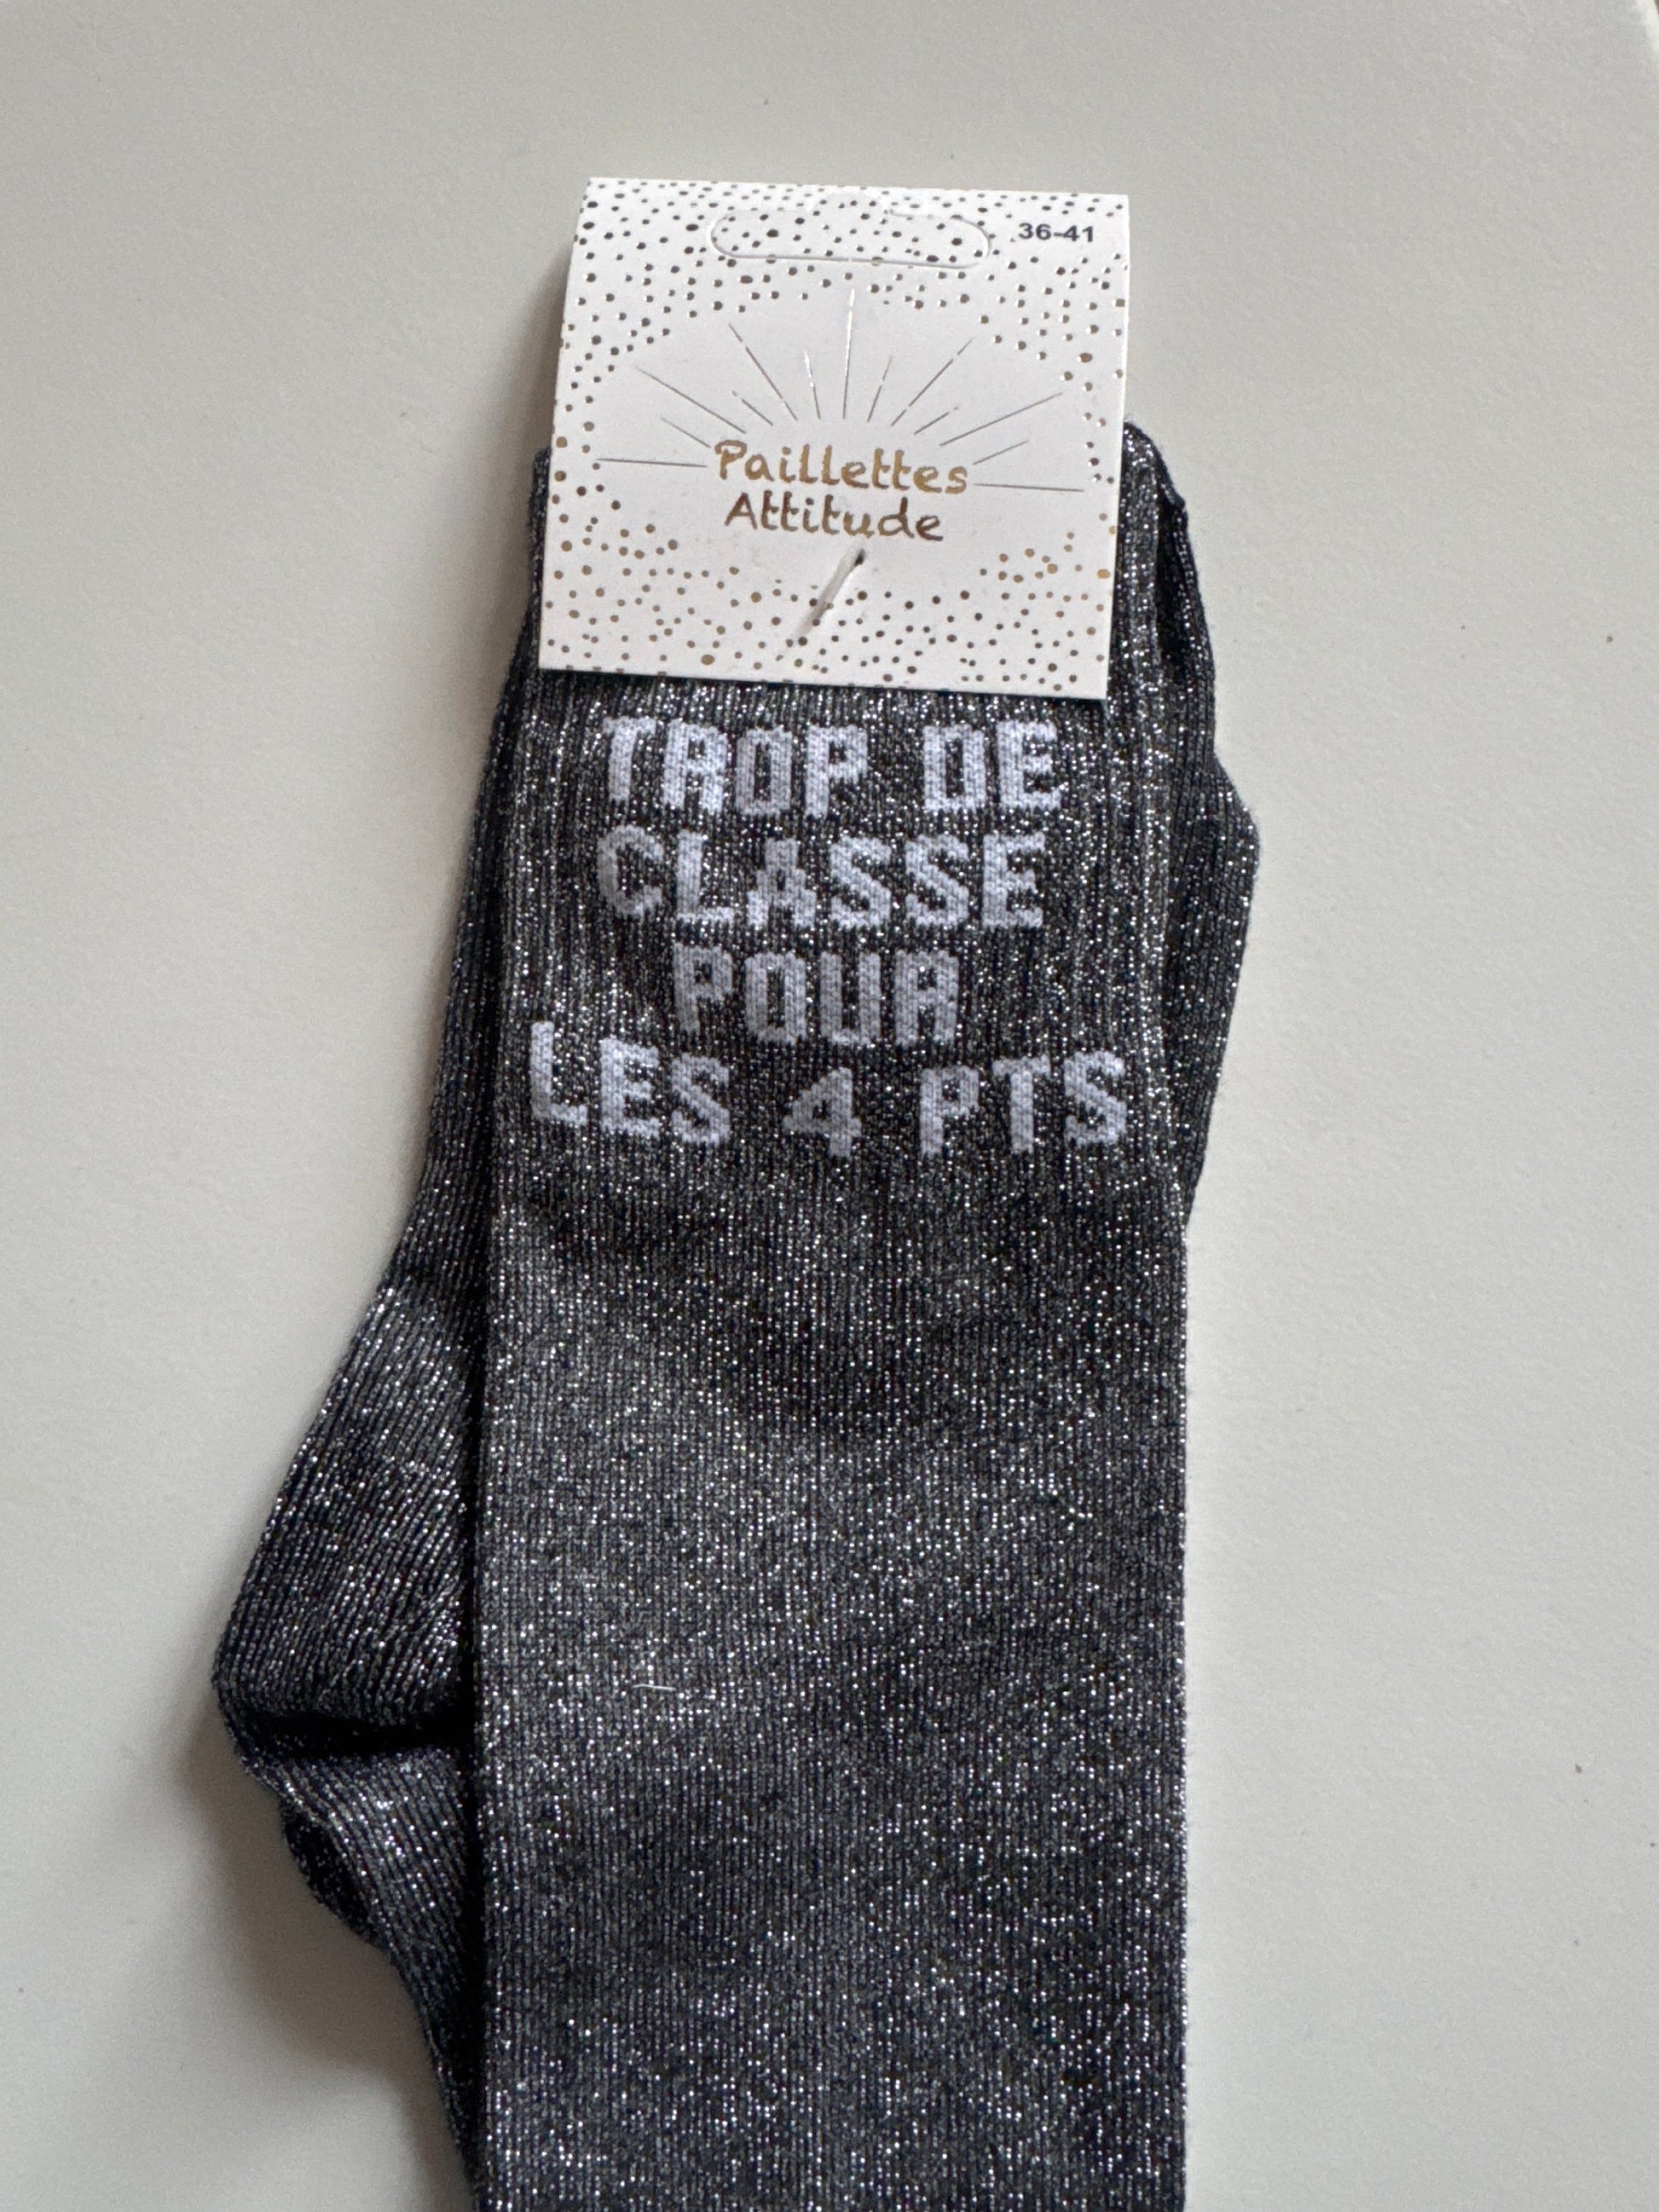 36-41
Paillettes
Attitude
TROP DE
CLASSE
POUR
LES 4 PTS